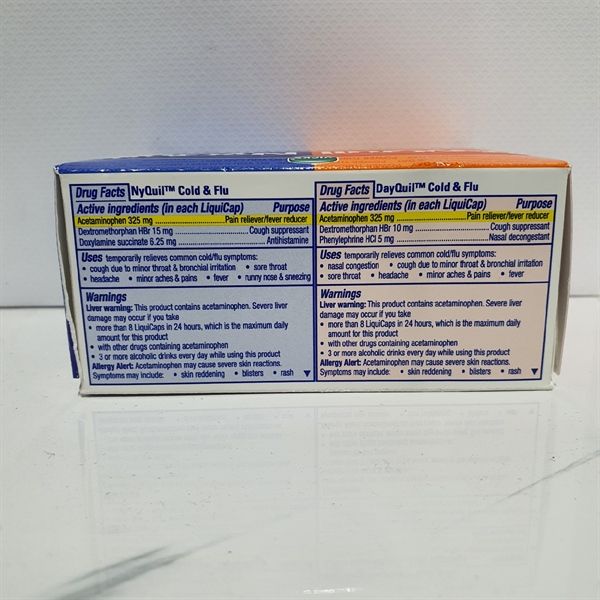 VICKS
Drug Facts NyQuil™ Cold & Flu
Active ingredients (in each LiquiCap) Purpose
Acetaminophen 325 mg ... Pain reliever/fever reducer
Dextromethorphan HBr 15 mg ... Cough suppressant
Doxylamine succinate 6.25 mg ... Antihistamine
Uses temporarily relieves common cold/flu symptoms:
• cough due to minor throat & bronchial irritation • sore throat
• headache • minor aches & pains • fever • runny nose & sneezing
Warnings
Liver warning: This product contains acetaminophen. Severe liver
damage may occur if you take
• more than 8 LiquiCaps in 24 hours, which is the maximum daily
amount for this product
• with other drugs containing acetaminophen
• 3 or more alcoholic drinks every day while using this product
Allergy Alert: Acetaminophen may cause severe skin reactions.
Symptoms may include: • skin reddening • blisters • rash
Drug Facts DayQuil™ Cold & Flu
Active ingredients (in each LiquiCap) Purpose
Acetaminophen 325 mg ... Pain reliever/fever reducer
Dextromethorphan HBr 10 mg ... Cough suppressant
Phenylephrine HCl 5 mg ... Nasal decongestant
Uses temporarily relieves common cold/flu symptoms:
• nasal congestion • cough due to minor throat & bronchial irritation
• sore throat • headache • minor aches & pains • fever
Warnings
Liver warning: This product contains acetaminophen. Severe liver
damage may occur if you take
• more than 8 LiquiCaps in 24 hours, which is the maximum daily
amount for this product
• with other drugs containing acetaminophen
• 3 or more alcoholic drinks every day while using this product
Allergy Alert: Acetaminophen may cause severe skin reactions.
Symptoms may include: • skin reddening • blisters • rash